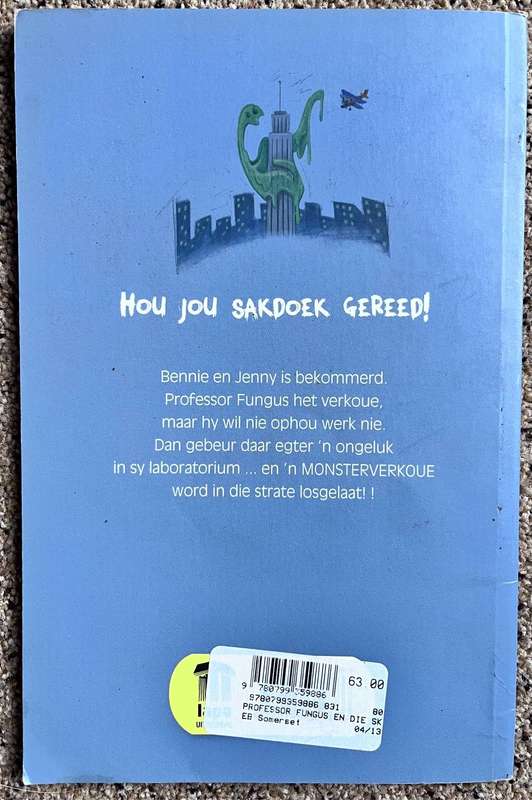 HOU JOU SAKDOEK GEREED!
Bennie en Jenny is bekommerd.
Professor Fungus het verkoue,
maar hy wil nie ophou werk nie.
Dan gebeur daar egter 'n ongeluk
in sy laboratorium ... en 'n MONSTERVERKOUE
word in die strate losgelaat! !
63.00
9 780799 359886
9780799359886 831 80
PROFESSOR FUNGUS EN DIE SK
EB Somerset 04/13